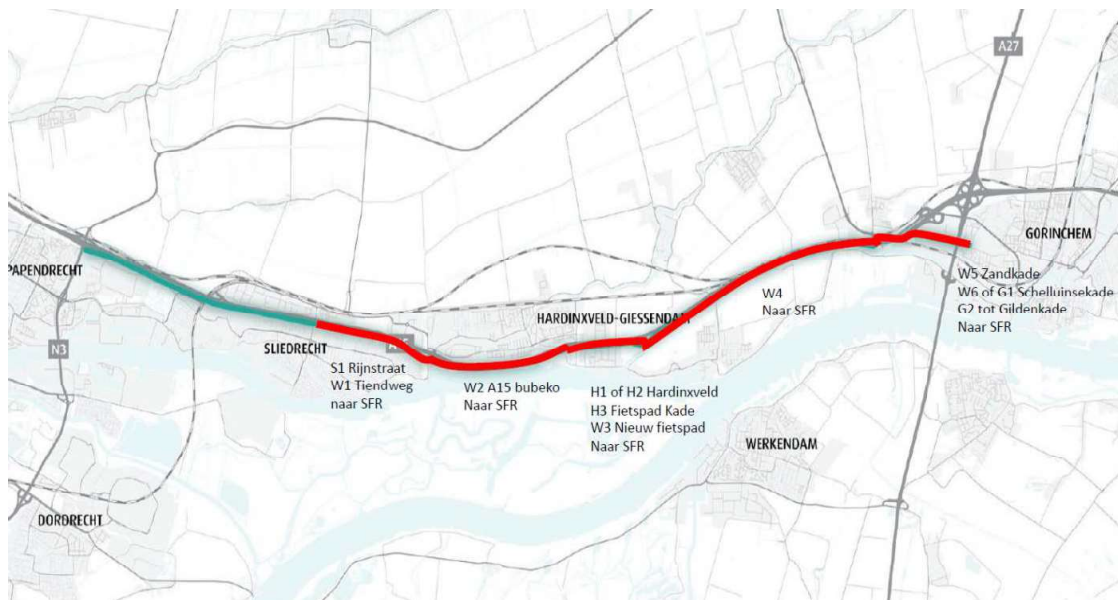 A27
GORINCHEM
PAPENDRECHT
W5 Zandkade
W6 of G1 Schelluinsekade
G2 tot Gildenkade
Naar SFR
W4
Naar SFR
HARDINXVELD-GIESSENDAM
N3
SLIEDRECHT
S1 Rijnstraat
W1 Tiendweg
naar SFR
W2 A15 bubeko
Naar SFR
H1 of H2 Hardinxveld
H3 Fietspad Kade
W3 Nieuw fietspad
Naar SFR
WERKENDAM
DORDRECHT